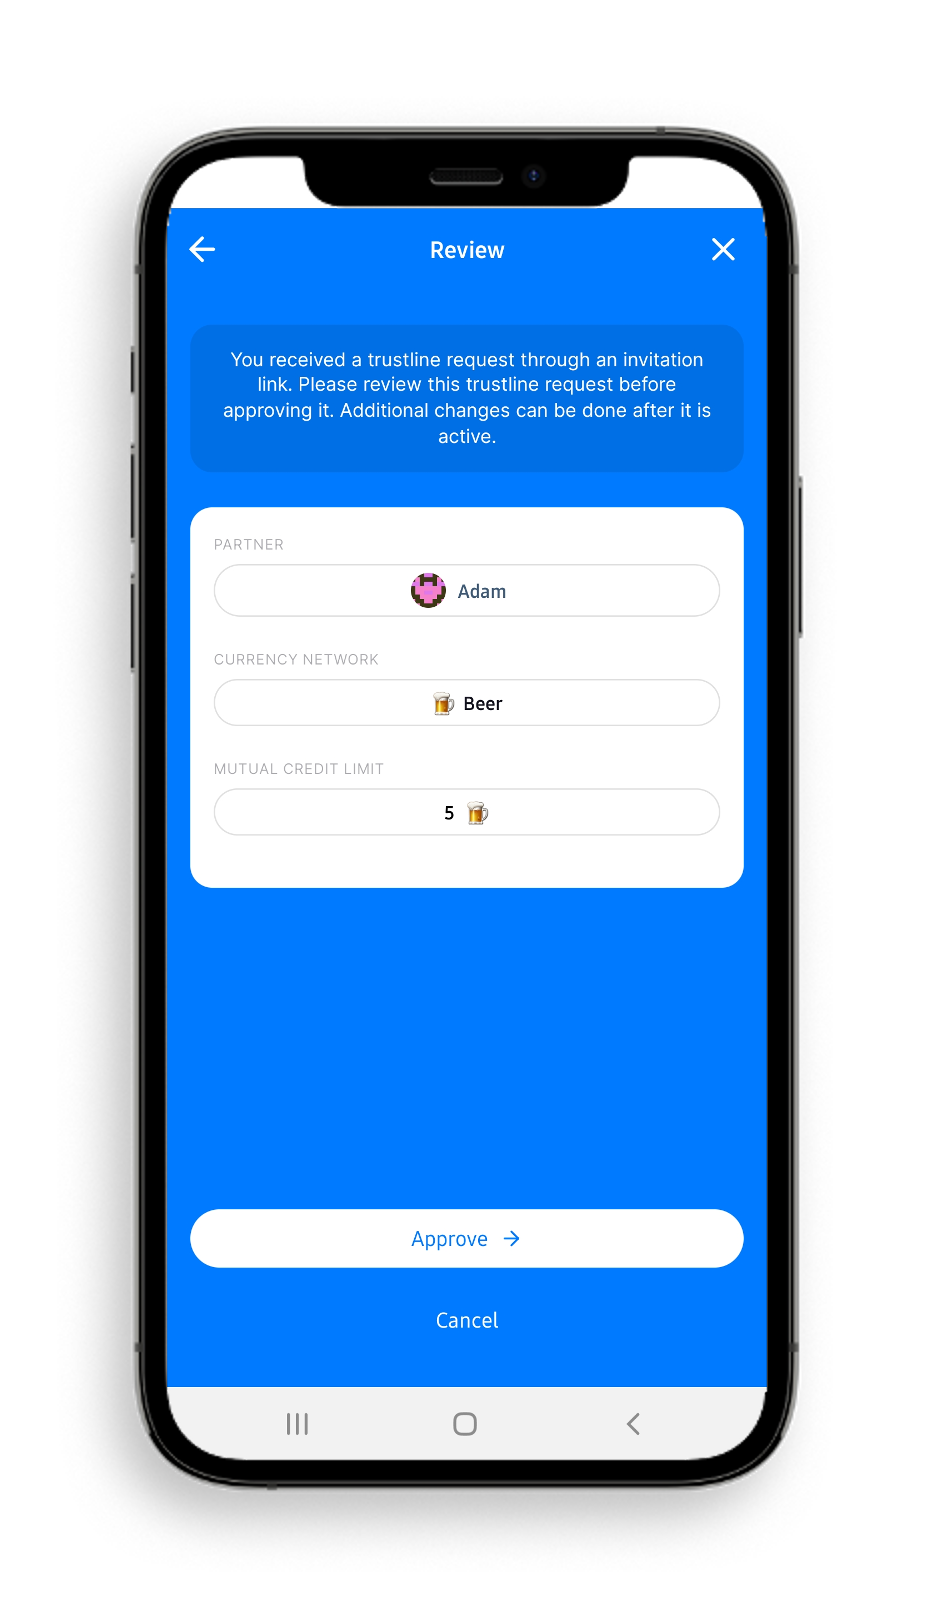 Review
You received a trustline request through an invitation
link. Please review this trustline request before
approving it. Additional changes can be done after it is
active.
PARTNER
Adam
CURRENCY NETWORK
🍺 Beer
MUTUAL CREDIT LIMIT
5 🍺
Approve →
Cancel